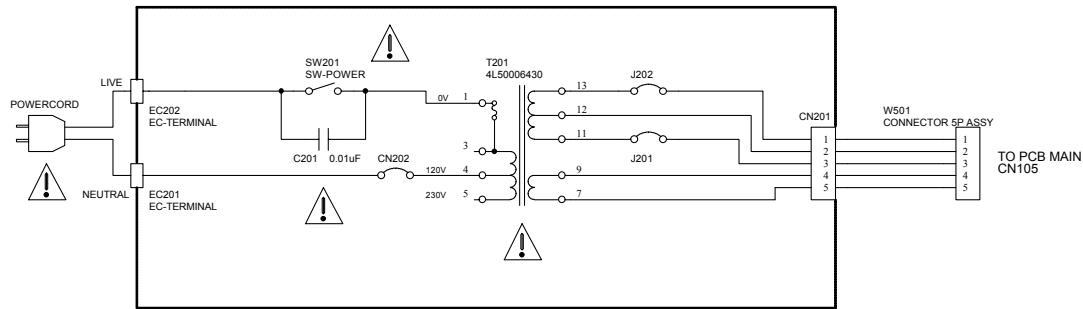 POWERCORD
LIVE
NEUTRAL
EC202
EC-TERMINAL
EC201
EC-TERMINAL
SW201
SW-POWER
C201 0.01uF
CN202
T201
4L50006430
0V 1
3
120V 4
230V 5
13
12
11
9
7
J202
J201
CN201
1
2
3
4
5
W501
CONNECTOR 5P ASSY
1
2
3
4
5
TO PCB MAIN
CN105
!
!
!
!